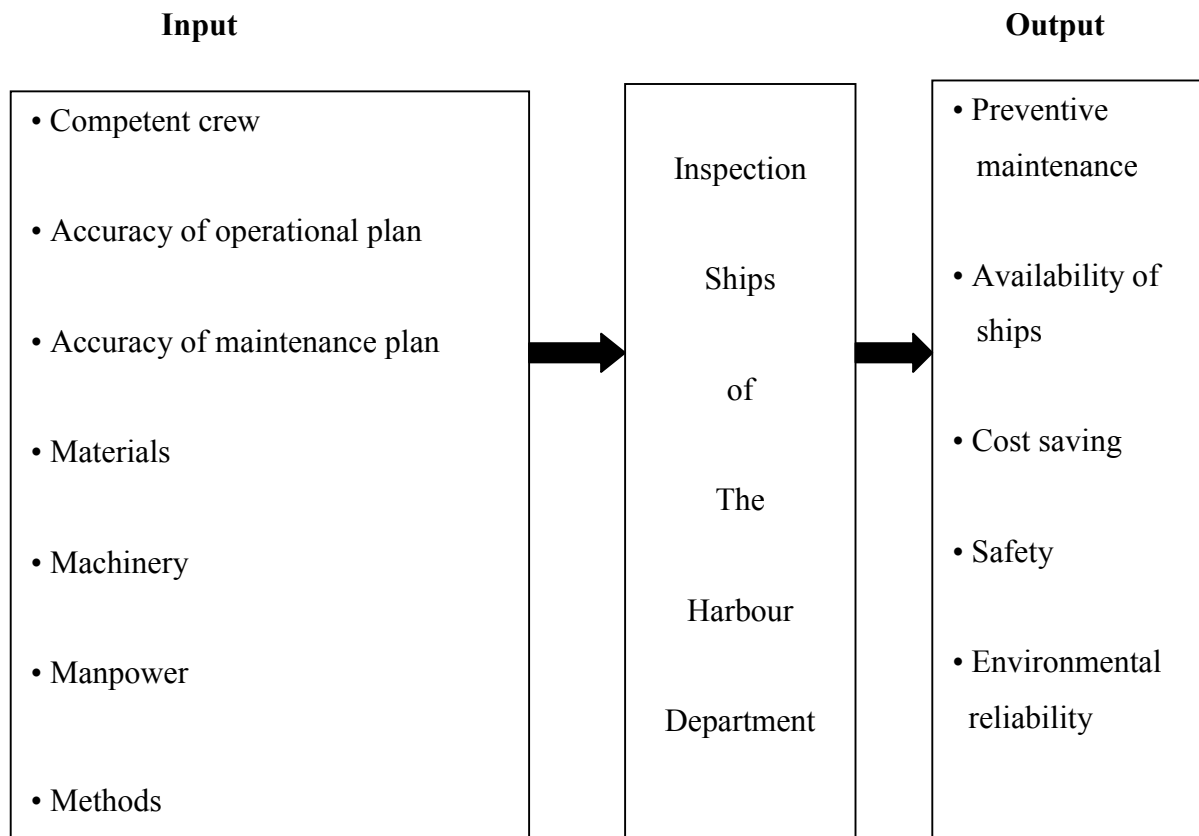 Input
Output
• Competent crew
• Accuracy of operational plan
• Accuracy of maintenance plan
• Materials
• Machinery
• Manpower
• Methods
Inspection
Ships
of
The
Harbour
Department
• Preventive
maintenance
• Availability of
ships
• Cost saving
• Safety
• Environmental
reliability